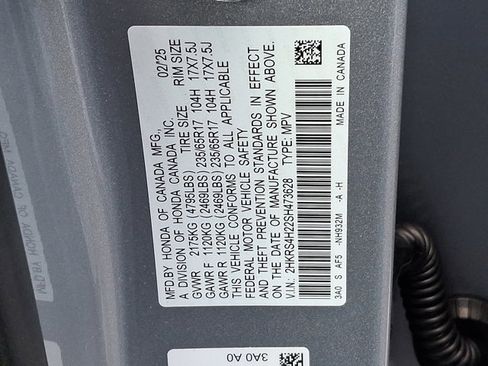 MFD.BY HONDA OF CANADA MFG., 02/25
A DIVISION OF HONDA CANADA INC.
TIRE SIZE RIM SIZE
GVWR 2175KG (4795LBS)
GAWR F 1120KG (2469LBS) 235/65R17 104H 17X7.5J
GAWR R 1120KG (2469LBS) 235/65R17 104H 17X7.5J
THIS VEHICLE CONFORMS TO ALL APPLICABLE
FEDERAL MOTOR VEHICLE SAFETY
AND THEFT PREVENTION STANDARDS IN EFFECT
ON THE DATE OF MANUFACTURE SHOWN ABOVE.
V.I.N: 2HKRS4H22SH473628 TYPE: MPV
3A0 S AF5 -NH932M -A -H MADE IN CANADA
3A0 A0